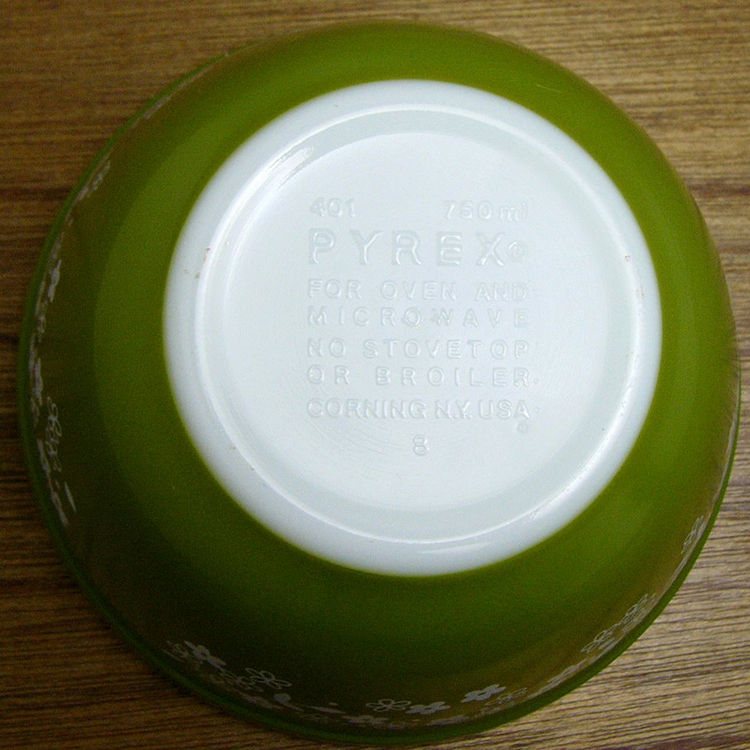 401 750 ml
PYREX®
FOR OVEN AND
MICROWAVE
NO STOVETOP
OR BROILER
CORNING N.Y. USA
8